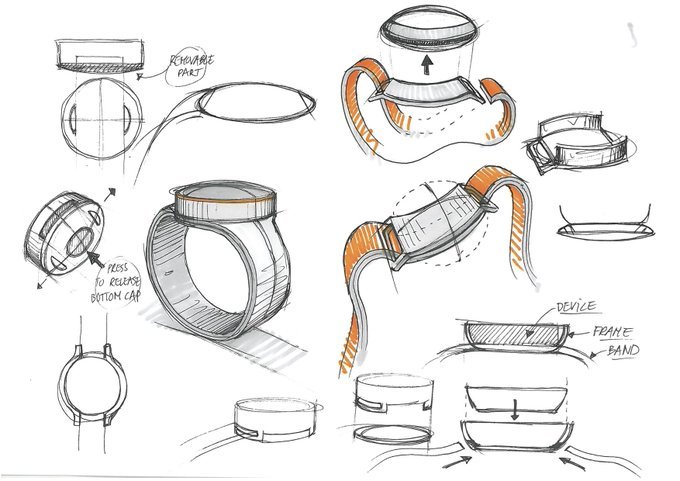 REMOVABLE
PART
PRESS
TO RELEASE
BOTTOM CAP
DEVICE
FRAME
BAND